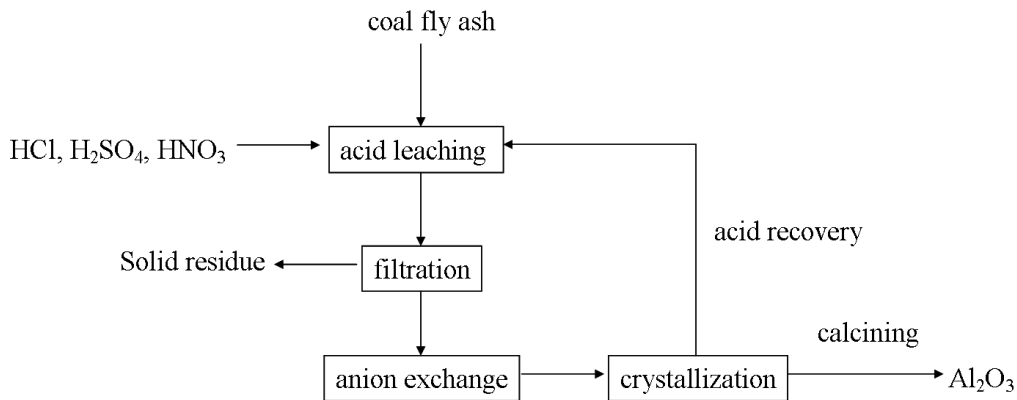 coal fly ash
HCl, H₂SO₄, HNO₃
acid leaching
acid recovery
Solid residue
filtration
calcining
anion exchange
crystallization
Al₂O₃